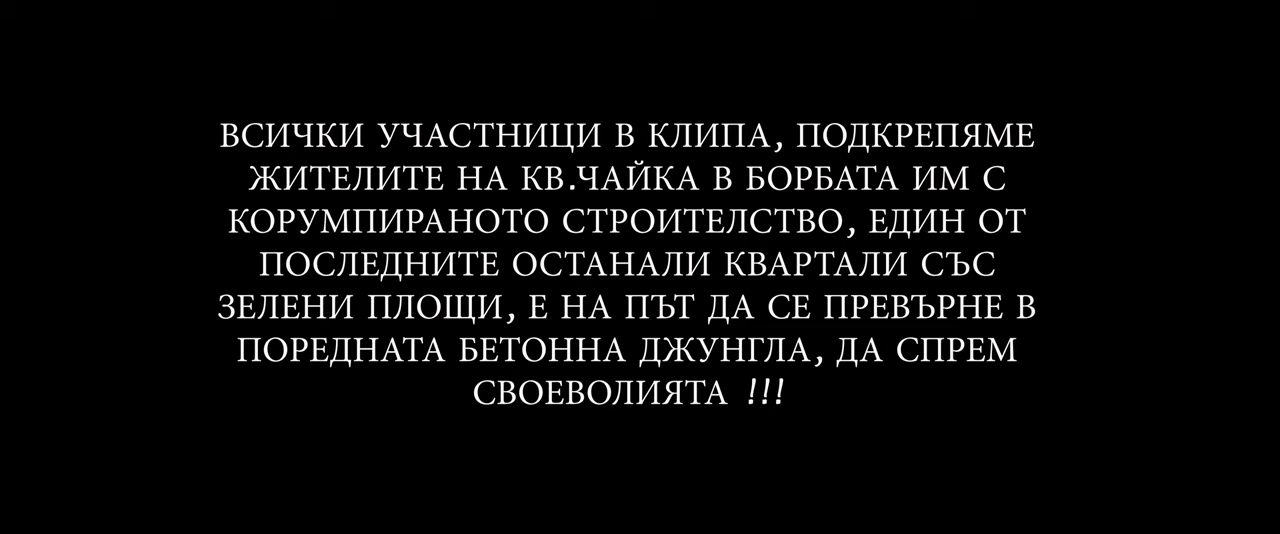 ВСИЧКИ УЧАСТНИЦИ В КЛИПА, ПОДКРЕПЯМЕ
ЖИТЕЛИТЕ НА КВ.ЧАЙКА В БОРБАТА ИМ С
КОРУМПИРАНОТО СТРОИТЕЛСТВО, ЕДИН ОТ
ПОСЛЕДНИТЕ ОСТАНАЛИ КВАРТАЛИ СЪС
ЗЕЛЕНИ ПЛОЩИ, Е НА ПЪТ ДА СЕ ПРЕВЪРНЕ В
ПОРЕДНАТА БЕТОННА ДЖУНГЛА, ДА СПРЕМ
СВОЕВОЛИЯТА !!!